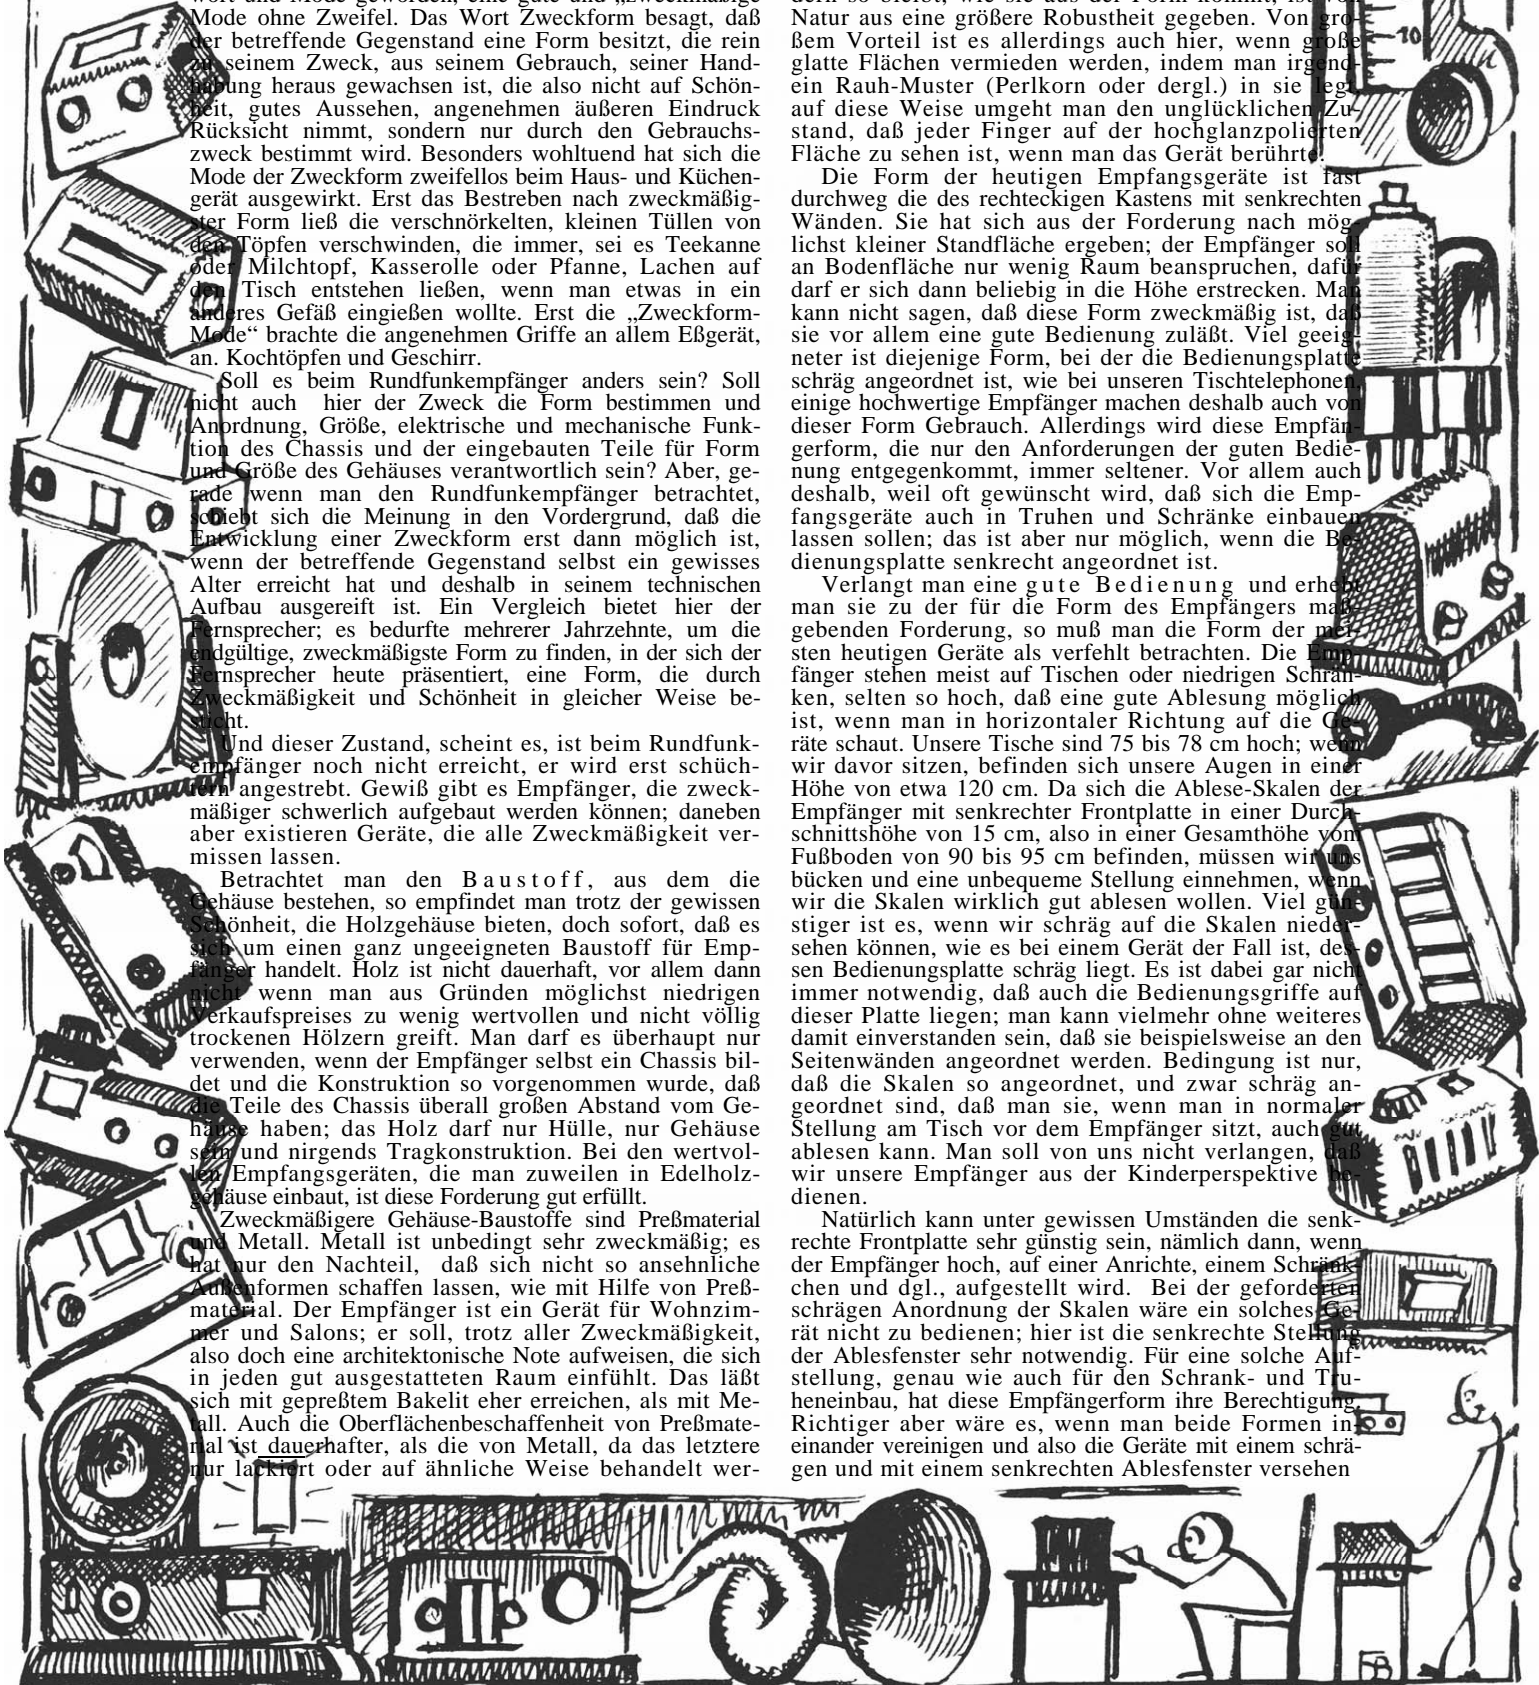 Mode ohne Zweifel. Das Wort Zweckform besagt, daß
der betreffende Gegenstand eine Form besitzt, die rein
zu seinem Zweck, aus seinem Gebrauch, seiner Hand-
habung heraus gewachsen ist, die also nicht auf Schön-
heit, gutes Aussehen, angenehmen äußeren Eindruck
Rücksicht nimmt, sondern nur durch den Gebrauchs-
zweck bestimmt wird. Besonders wohltuend hat sich die
Mode der Zweckform zweifellos beim Haus- und Küchen-
gerät ausgewirkt. Erst das Bestreben nach zweckmäßig-
ster Form ließ die verschnörkelten, kleinen Tüllen von
den Töpfen verschwinden, die immer, sei es Teekanne
oder Milchtopf, Kasserolle oder Pfanne, Lachen auf
den Tisch entstehen ließen, wenn man etwas in ein
anderes Gefäß eingießen wollte. Erst die „Zweckform-
Mode“ brachte die angenehmen Griffe an allem Eßgerät,
an. Kochtöpfen und Geschirr.
Soll es beim Rundfunkempfänger anders sein? Soll
nicht auch hier der Zweck die Form bestimmen und
Anordnung, Größe, elektrische und mechanische Funk-
tion des Chassis und der eingebauten Teile für Form
und Größe des Gehäuses verantwortlich sein? Aber, ge-
rade wenn man den Rundfunkempfänger betrachtet,
schiebt sich die Meinung in den Vordergrund, daß die
Entwicklung einer Zweckform erst dann möglich ist,
wenn der betreffende Gegenstand selbst ein gewisses
Alter erreicht hat und deshalb in seinem technischen
Aufbau ausgereift ist. Ein Vergleich bietet hier der
Fernsprecher; es bedurfte mehrerer Jahrzehnte, um die
endgültige, zweckmäßigste Form zu finden, in der sich der
Fernsprecher heute präsentiert, eine Form, die durch
Zweckmäßigkeit und Schönheit in gleicher Weise be-
sticht.
Und dieser Zustand, scheint es, ist beim Rundfunk-
empfänger noch nicht erreicht, er wird erst schüch-
tern angestrebt. Gewiß gibt es Empfänger, die zweck-
mäßiger schwerlich aufgebaut werden können; daneben
aber existieren Geräte, die alle Zweckmäßigkeit ver-
missen lassen.
Betrachtet man den Baustoff, aus dem die
Gehäuse bestehen, so empfindet man trotz der gewissen
Schönheit, die Holzgehäuse bieten, doch sofort, daß es
sich um einen ganz ungeeigneten Baustoff für Emp-
fänger handelt. Holz ist nicht dauerhaft, vor allem dann
nicht wenn man aus Gründen möglichst niedrigen
Verkaufspreises zu wenig wertvollen und nicht völlig
trockenen Hölzern greift. Man darf es überhaupt nur
verwenden, wenn der Empfänger selbst ein Chassis bil-
det und die Konstruktion so vorgenommen wurde, daß
die Teile des Chassis überall großen Abstand vom Ge-
häuse haben; das Holz darf nur Hülle, nur Gehäuse
sein und nirgends Tragkonstruktion. Bei den wertvol-
len Empfangsgeräten, die man zuweilen in Edelholz-
gehäuse einbaut, ist diese Forderung gut erfüllt.
Zweckmäßigere Gehäuse-Baustoffe sind Preßmaterial
und Metall. Metall ist unbedingt sehr zweckmäßig; es
hat nur den Nachteil, daß sich nicht so ansehnliche
Außenformen schaffen lassen, wie mit Hilfe von Preß-
material. Der Empfänger ist ein Gerät für Wohnzim-
mer und Salons; er soll, trotz aller Zweckmäßigkeit,
also doch eine architektonische Note aufweisen, die sich
in jeden gut ausgestatteten Raum einfühlt. Das läßt
sich mit gepreßtem Bakelit eher erreichen, als mit Me-
tall. Auch die Oberflächenbeschaffenheit von Preßmate-
rial ist dauerhafter, als die von Metall, da das letztere
nur lackiert oder auf ähnliche Weise behandelt wer-
Natur aus eine größere Robustheit gegeben. Von gro-
ßem Vorteil ist es allerdings auch hier, wenn große
glatte Flächen vermieden werden, indem man irgend-
ein Rauh-Muster (Perlkorn oder dergl.) in sie legt,
auf diese Weise umgeht man den unglücklichen Zu-
stand, daß jeder Finger auf der hochglanzpolierten
Fläche zu sehen ist, wenn man das Gerät berührte.
Die Form der heutigen Empfangsgeräte ist fast
durchweg die des rechteckigen Kastens mit senkrechten
Wänden. Sie hat sich aus der Forderung nach mög-
lichst kleiner Standfläche ergeben; der Empfänger soll
an Bodenfläche nur wenig Raum beanspruchen, dafür
darf er sich dann beliebig in die Höhe erstrecken. Man
kann nicht sagen, daß diese Form zweckmäßig ist, daß
sie vor allem eine gute Bedienung zuläßt. Viel geeig-
neter ist diejenige Form, bei der die Bedienungsplatte
schräg angeordnet ist, wie bei unseren Tischtelephonen,
einige hochwertige Empfänger machen deshalb auch von
dieser Form Gebrauch. Allerdings wird diese Empfän-
gerform, die nur den Anforderungen der guten Bedie-
nung entgegenkommt, immer seltener. Vor allem auch
deshalb, weil oft gewünscht wird, daß sich die Emp-
fangsgeräte auch in Truhen und Schränke einbauen
lassen sollen; das ist aber nur möglich, wenn die Be-
dienungsplatte senkrecht angeordnet ist.
Verlangt man eine gute Bedienung und erhebt
man sie zu der für die Form des Empfängers maß-
gebenden Forderung, so muß man die Form der mei-
sten heutigen Geräte als verfehlt betrachten. Die Emp-
fänger stehen meist auf Tischen oder niedrigen Schrän-
ken, selten so hoch, daß eine gute Ablesung möglich
ist, wenn man in horizontaler Richtung auf die Ge-
räte schaut. Unsere Tische sind 75 bis 78 cm hoch; wenn
wir davor sitzen, befinden sich unsere Augen in einer
Höhe von etwa 120 cm. Da sich die Ablese-Skalen der
Empfänger mit senkrechter Frontplatte in einer Durch-
schnittshöhe von 15 cm, also in einer Gesamthöhe vom
Fußboden von 90 bis 95 cm befinden, müssen wir uns
bücken und eine unbequeme Stellung einnehmen, wenn
wir die Skalen wirklich gut ablesen wollen. Viel gün-
stiger ist es, wenn wir schräg auf die Skalen nieder-
sehen können, wie es bei einem Gerät der Fall ist, des-
sen Bedienungsplatte schräg liegt. Es ist dabei gar nicht
immer notwendig, daß auch die Bedienungsgriffe auf
dieser Platte liegen; man kann vielmehr ohne weiteres
damit einverstanden sein, daß sie beispielsweise an den
Seitenwänden angeordnet werden. Bedingung ist nur,
daß die Skalen so angeordnet, und zwar schräg an-
geordnet sind, daß man sie, wenn man in normaler
Stellung am Tisch vor dem Empfänger sitzt, auch gut
ablesen kann. Man soll von uns nicht verlangen, daß
wir unsere Empfänger aus der Kinderperspektive be-
dienen.
Natürlich kann unter gewissen Umständen die senk-
rechte Frontplatte sehr günstig sein, nämlich dann, wenn
der Empfänger hoch, auf einer Anrichte, einem Schränk-
chen und dgl., aufgestellt wird. Bei der geforderten
schrägen Anordnung der Skalen wäre ein solches Ge-
rät nicht zu bedienen; hier ist die senkrechte Stellung
der Ablesfenster sehr notwendig. Für eine solche Auf-
stellung, genau wie auch für den Schrank- und Tru-
heneinbau, hat diese Empfängerform ihre Berechtigung.
Richtiger aber wäre es, wenn man beide Formen in-
einander vereinigen und also die Geräte mit einem schrä-
gen und mit einem senkrechten Ablesfenster versehen
10